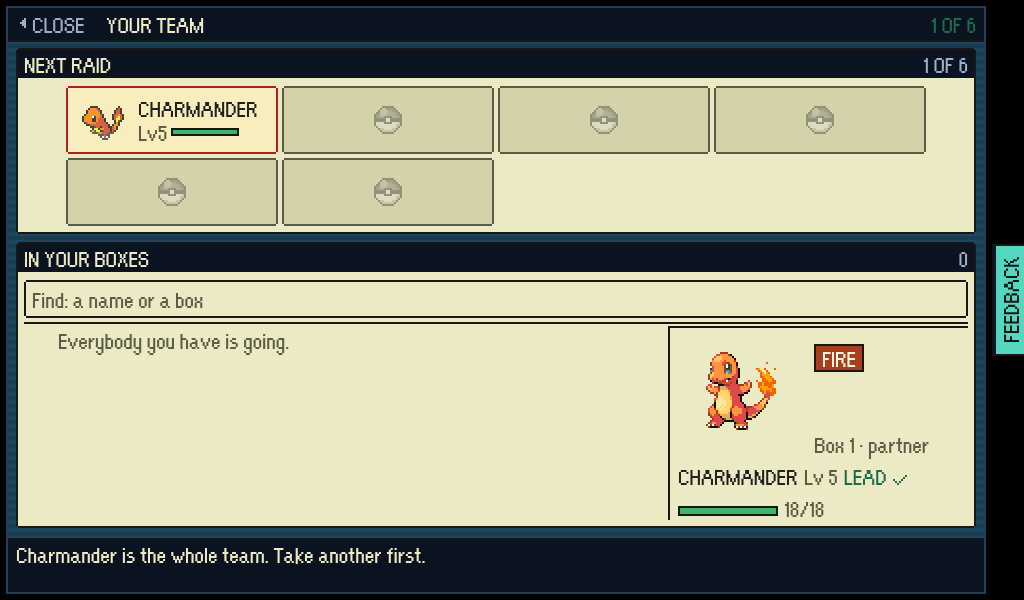 CLOSE YOUR TEAM 1 OF 6
NEXT RAID 1 OF 6
CHARMANDER
Lv5
IN YOUR BOXES 0
Find: a name or a box
Everybody you have is going.
FIRE
Box 1 · partner
CHARMANDER Lv 5 LEAD ✓
18/18
Charmander is the whole team. Take another first.
FEEDBACK